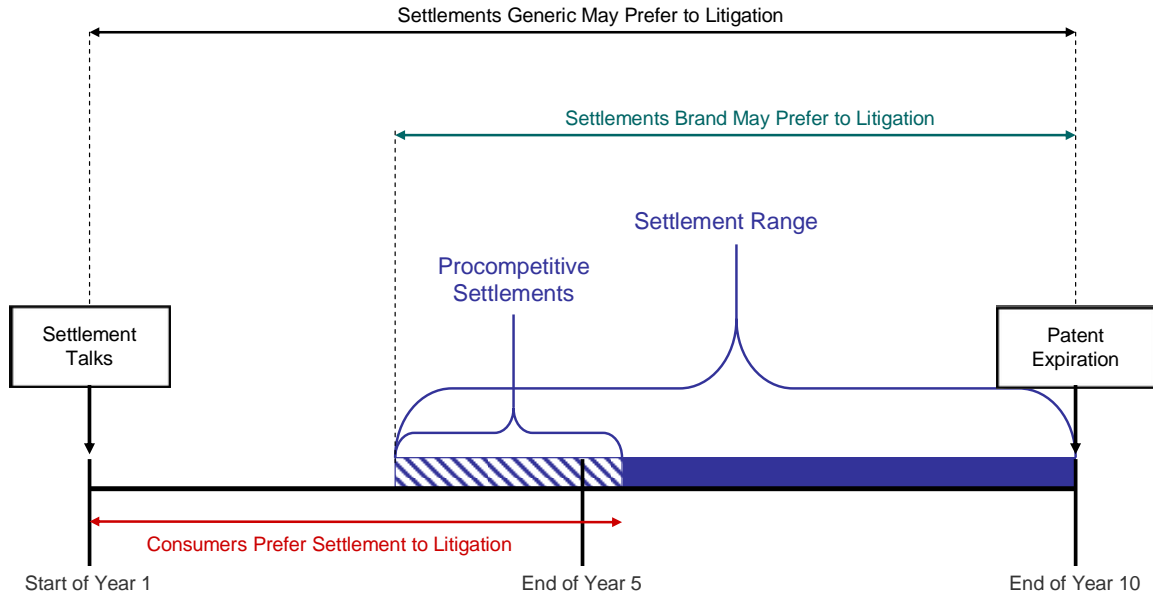 Settlements Generic May Prefer to Litigation
Settlements Brand May Prefer to Litigation
Settlement Range
Procompetitive
Settlements
Settlement
Talks
Patent
Expiration
Consumers Prefer Settlement to Litigation
Start of Year 1
End of Year 5
End of Year 10